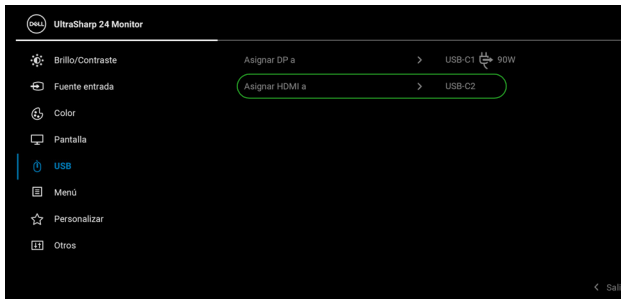 DELL UltraSharp 24 Monitor
Brillo/Contraste
Asignar DP a USB-C1 90W
Fuente entrada
Asignar HDMI a USB-C2
Color
Pantalla
USB
Menú
Personalizar
Otros